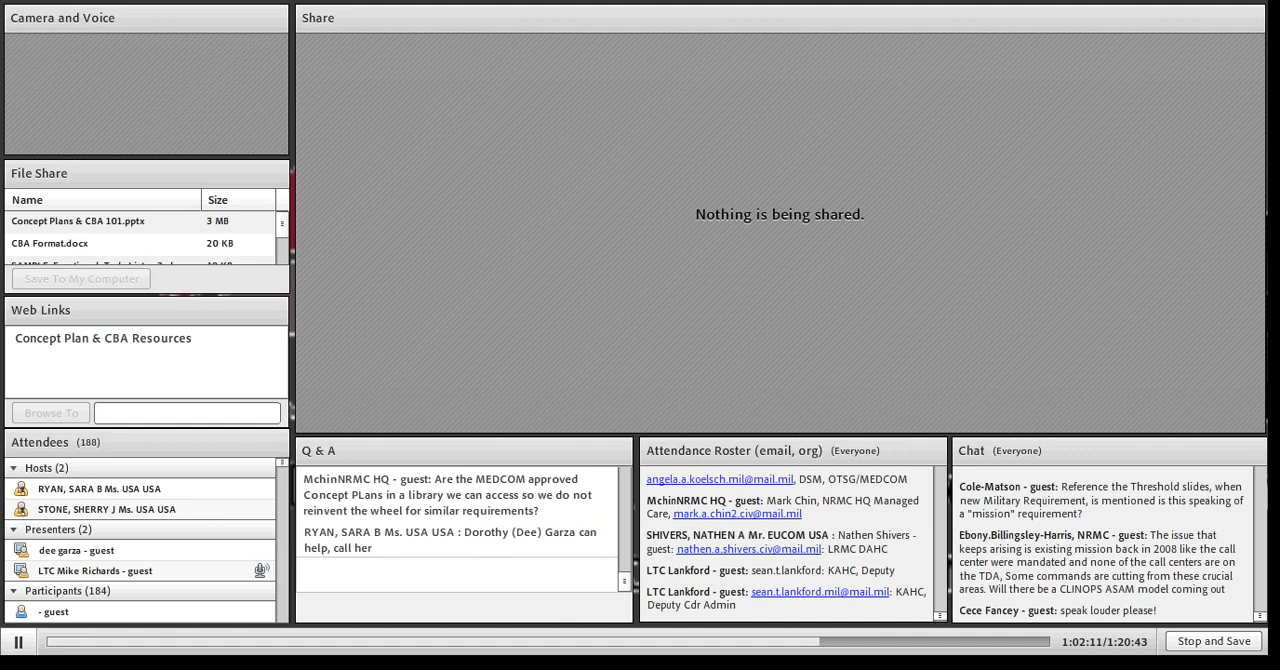 Camera and Voice
Share
Nothing is being shared.
File Share
Name Size
Concept Plans & CBA 101.pptx 3 MB
CBA Format.docx 20 KB
Save To My Computer
Web Links
Concept Plan & CBA Resources
Browse To
Attendees (188)
Hosts (2)
RYAN, SARA B Ms. USA USA
STONE, SHERRY J Ms. USA USA
Presenters (2)
dee garza - guest
LTC Mike Richards - guest
Participants (184)
- guest
Q & A
MchinNRMC HQ - guest: Are the MEDCOM approved
Concept PLans in a library we can access so we do not
reinvent the wheel for similar requirements?
RYAN, SARA B Ms. USA USA : Dorothy (Dee) Garza can
help, call her
Attendance Roster (email, org) (Everyone)
angela.a.koelsch.mil@mail.mil, DSM, OTSG/MEDCOM
MchinNRMC HQ - guest: Mark Chin, NRMC HQ Managed
Care, mark.a.chin2.civ@mail.mil
SHIVERS, NATHEN A Mr. EUCOM USA : Nathen Shivers -
guest: nathen.a.shivers.civ@mail.mil: LRMC DAHC
LTC Lankford - guest: sean.t.lankford: KAHC, Deputy
LTC Lankford - guest: sean.t.lankford.mil@mail.mil: KAHC,
Deputy Cdr Admin
Chat (Everyone)
Cole-Matson - guest: Reference the Threshold slides, when
new Military Requirement, is mentioned is this speaking of
a "mission" requirement?
Ebony.Billingsley-Harris, NRMC - guest: The issue that
keeps arising is existing mission back in 2008 like the call
center were mandated and none of the call centers are on
the TDA, Some commands are cutting from these crucial
areas. Will there be a CLINOPS ASAM model coming out
Cece Fancey - guest: speak louder please!
1:02:11/1:20:43
Stop and Save